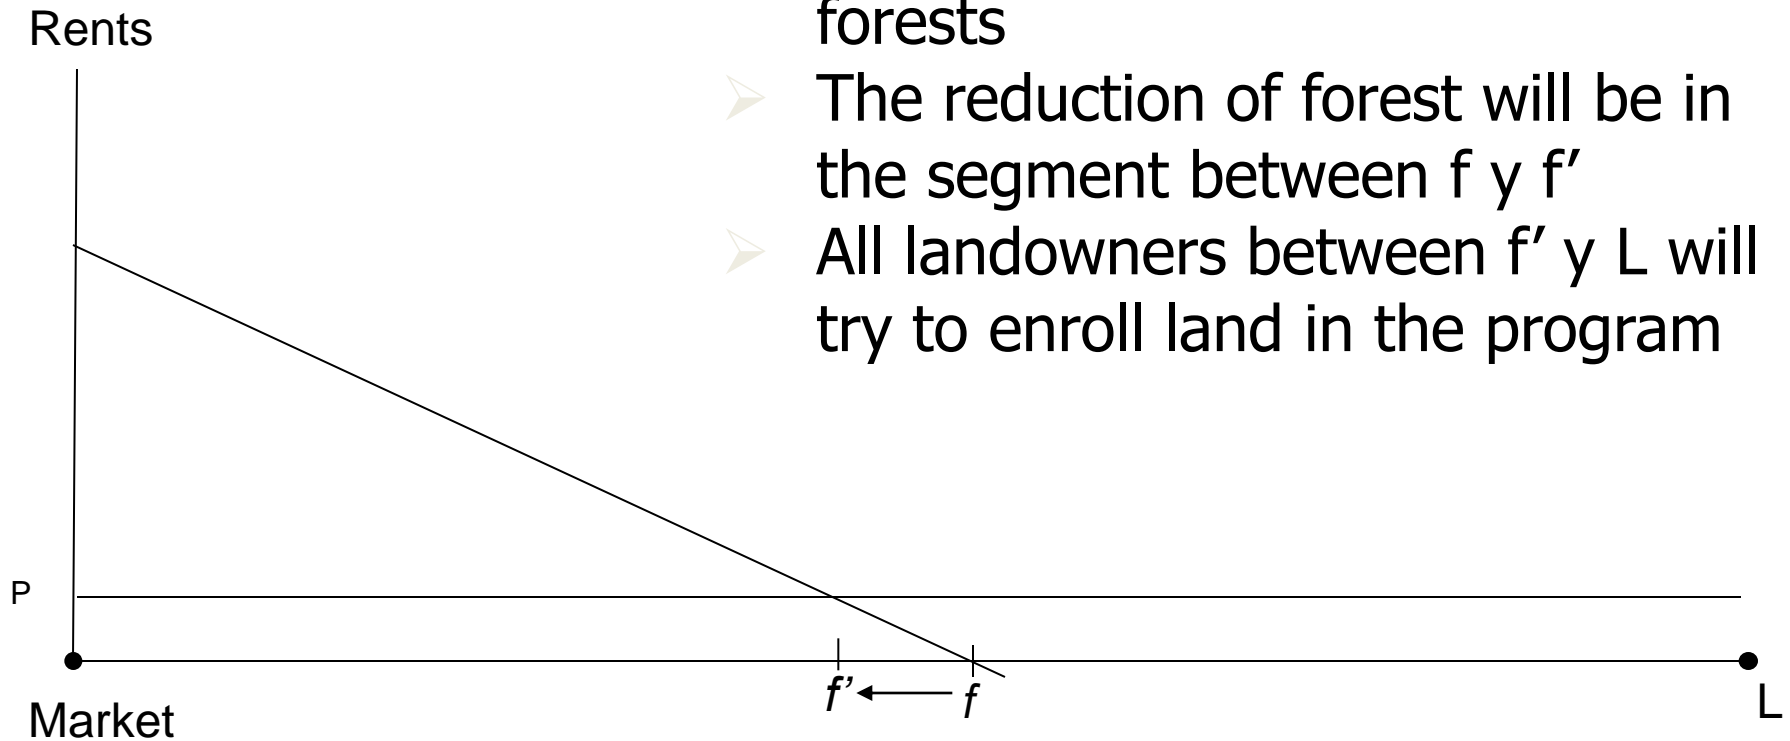 Rents
forests
The reduction of forest will be in
the segment between f y f’
All landowners between f’ y L will
try to enroll land in the program
P
f’
f
L
Market